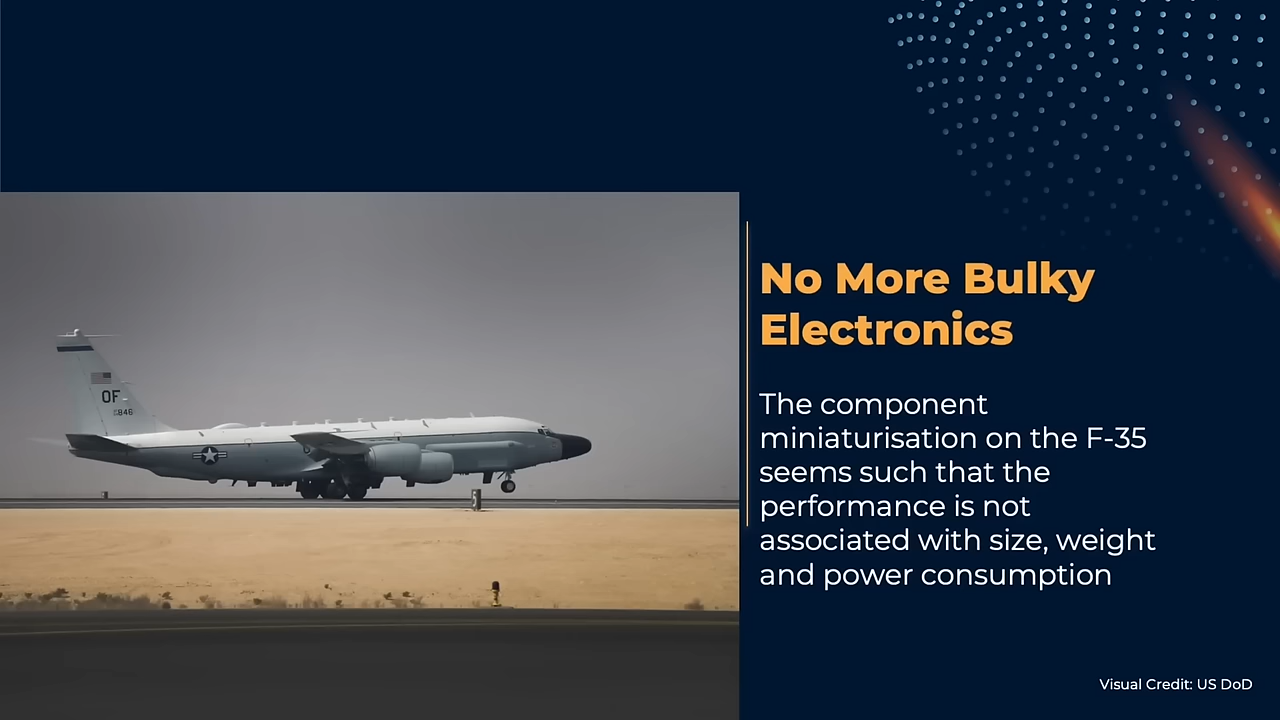 No More Bulky
Electronics
The component
miniaturisation on the F-35
seems such that the
performance is not
associated with size, weight
and power consumption
OF
846
Visual Credit: US DoD